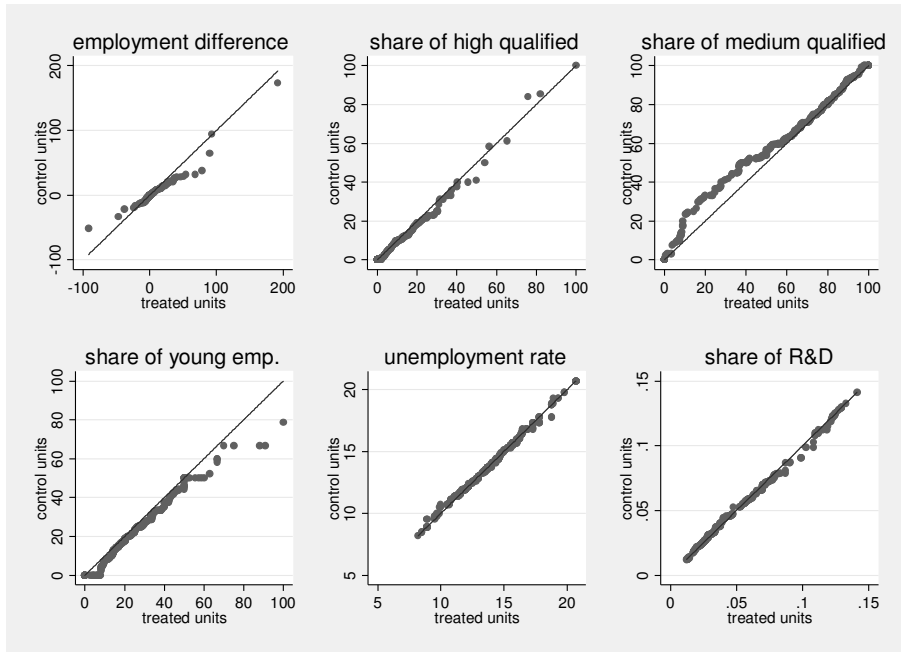 employment difference
200
100
0
-100
control units
-100 0 100 200
treated units
share of high qualified
100
80
60
40
20
0
control units
0 20 40 60 80 100
treated units
share of medium qualified
100
80
60
40
20
0
control units
0 20 40 60 80 100
treated units
share of young emp.
100
80
60
40
20
0
control units
0 20 40 60 80 100
treated units
unemployment rate
20
15
10
5
control units
5 10 15 20
treated units
share of R&D
.15
.1
.05
0
control units
0 .05 .1 .15
treated units